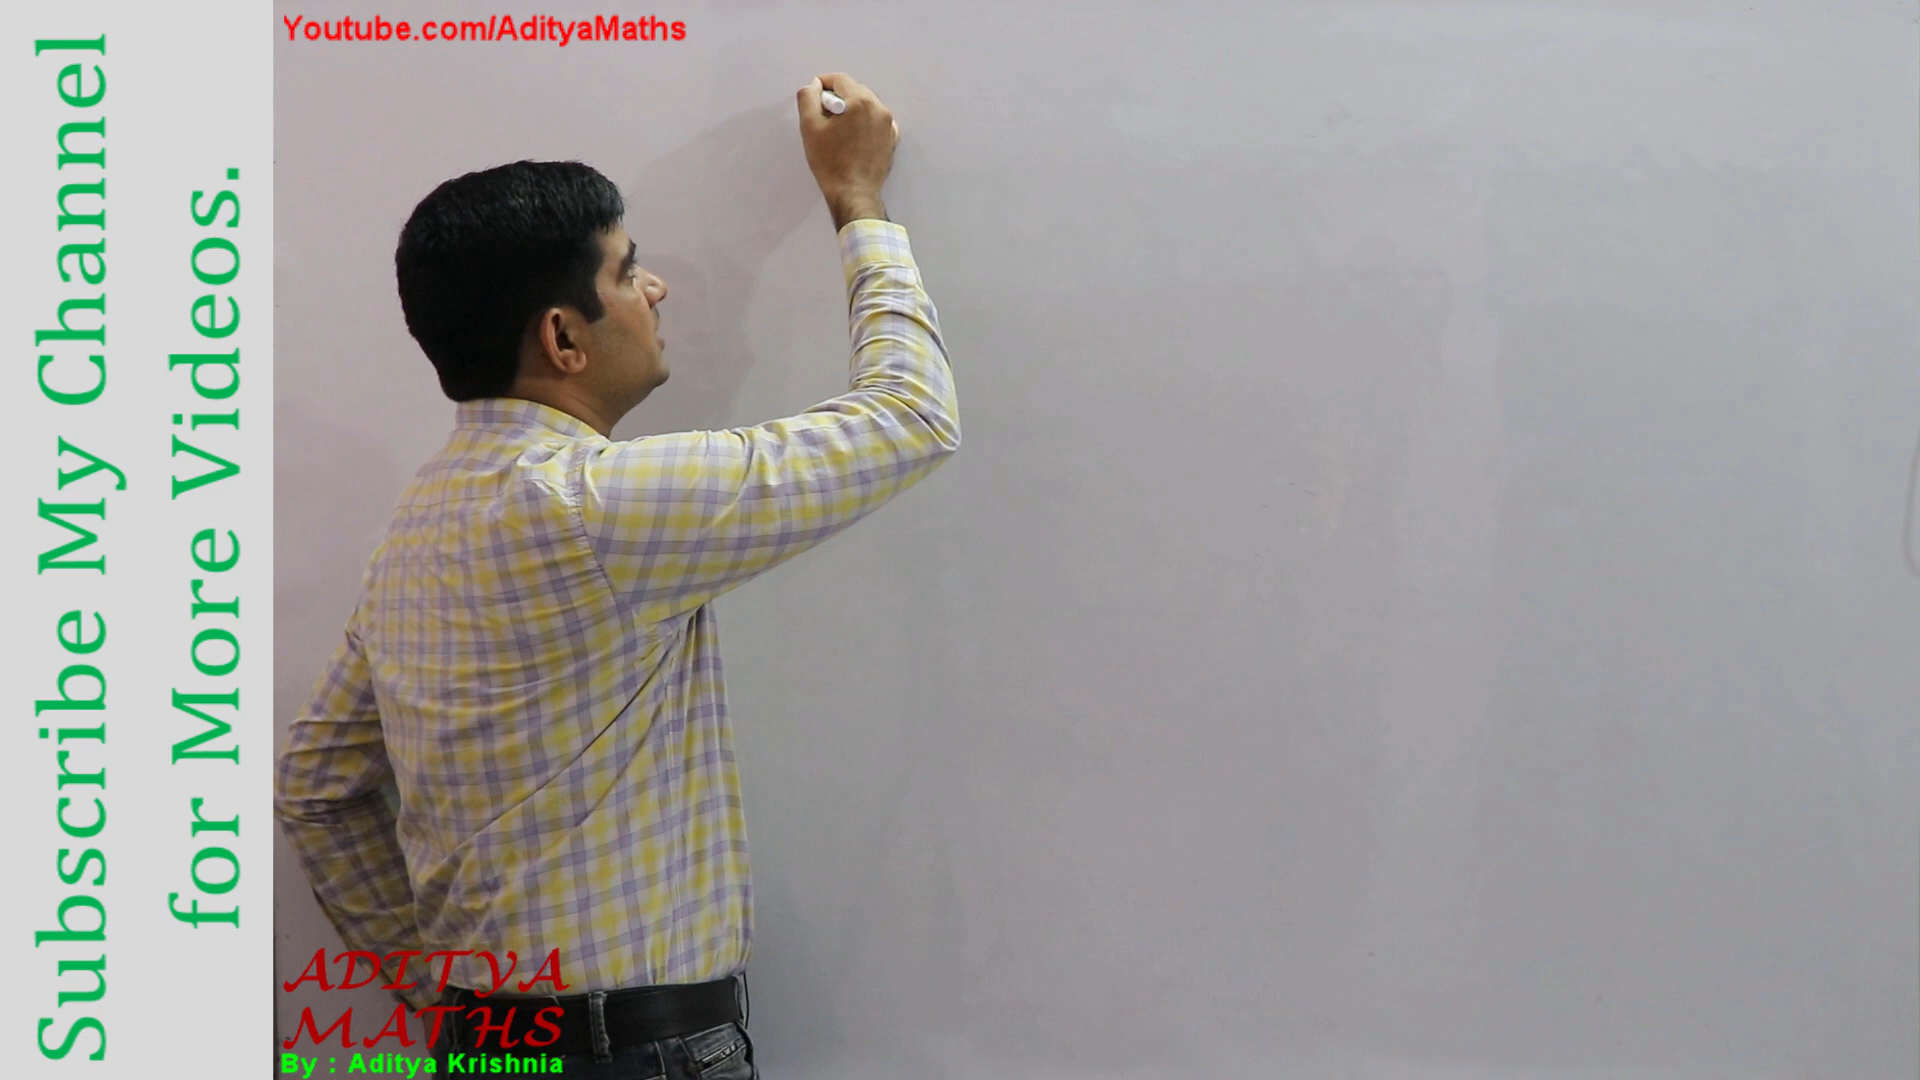 Subscribe My Channel
for More Videos.
Youtube.com/AdityaMaths
ADITYA
MATHS
By : Aditya Krishnia